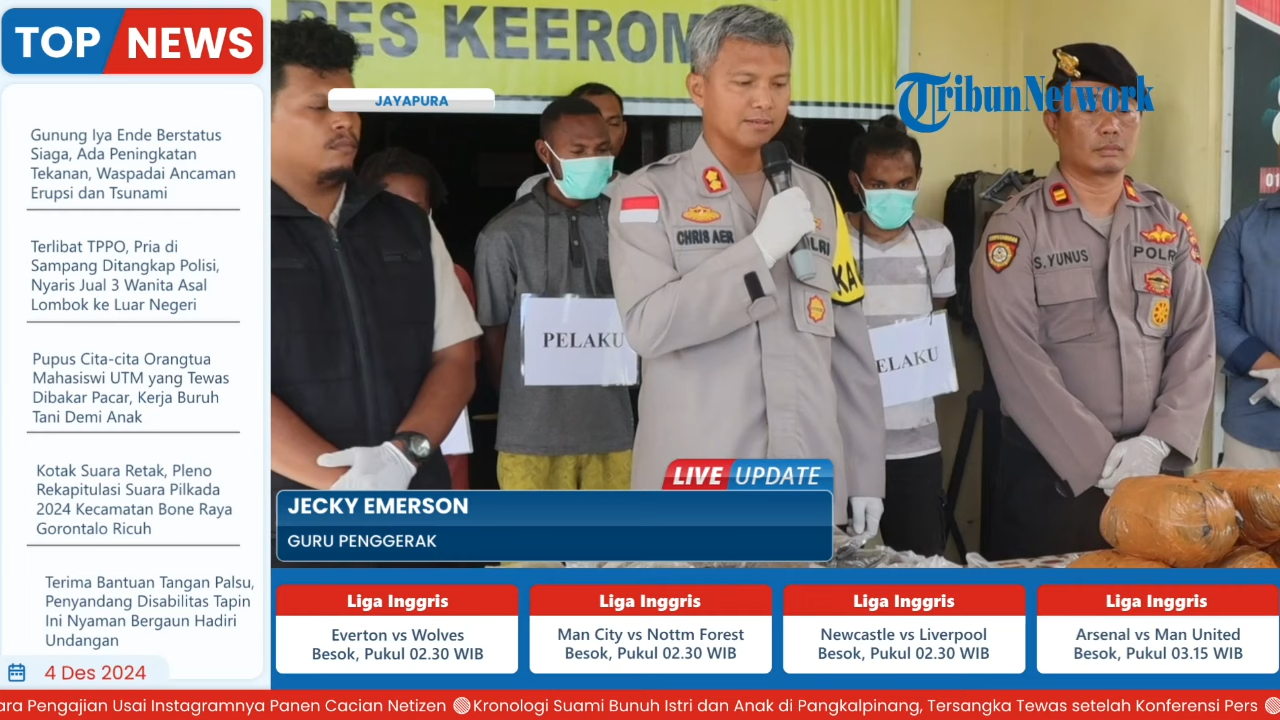 TOP NEWS
Gunung Iya Ende Berstatus
Siaga, Ada Peningkatan
Tekanan, Waspadai Ancaman
Erupsi dan Tsunami
Terlibat TPPO, Pria di
Sampang Ditangkap Polisi,
Nyaris Jual 3 Wanita Asal
Lombok ke Luar Negeri
Pupus Cita-cita Orangtua
Mahasiswi UTM yang Tewas
Dibakar Pacar, Kerja Buruh
Tani Demi Anak
Kotak Suara Retak, Pleno
Rekapitulasi Suara Pilkada
2024 Kecamatan Bone Raya
Gorontalo Ricuh
Terima Bantuan Tangan Palsu,
Penyandang Disabilitas Tapin
Ini Nyaman Bergaun Hadiri
Undangan
4 Des 2024
RES KEEROM
JAYAPURA
TribunNetwork
CHRIS AER
POLRI
KA
S. YUNUS
POLRI
01
PELAKU
PELAKU
LIVE UPDATE
JECKY EMERSON
GURU PENGGERAK
Liga Inggris
Everton vs Wolves
Besok, Pukul 02.30 WIB
Liga Inggris
Man City vs Nottm Forest
Besok, Pukul 02.30 WIB
Liga Inggris
Newcastle vs Liverpool
Besok, Pukul 02.30 WIB
Liga Inggris
Arsenal vs Man United
Besok, Pukul 03.15 WIB
ara Pengajian Usai Instagramnya Panen Cacian Netizen Kronologi Suami Bunuh Istri dan Anak di Pangkalpinang, Tersangka Tewas setelah Konferensi Pers